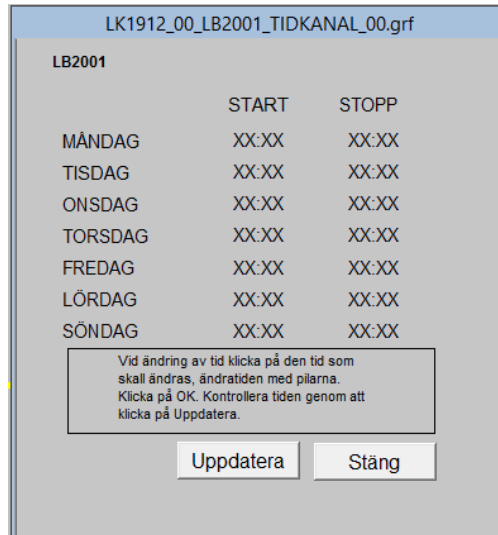 LK1912_00_LB2001_TIDKANAL_00.grf
LB2001
START STOPP
MÅNDAG XX:XX XX:XX
TISDAG XX:XX XX:XX
ONSDAG XX:XX XX:XX
TORSDAG XX:XX XX:XX
FREDAG XX:XX XX:XX
LÖRDAG XX:XX XX:XX
SÖNDAG XX:XX XX:XX
Vid ändring av tid klicka på den tid som
skall ändras, ändratiden med pilarna.
Klicka på OK. Kontrollera tiden genom att
klicka på Uppdatera.
Uppdatera Stäng